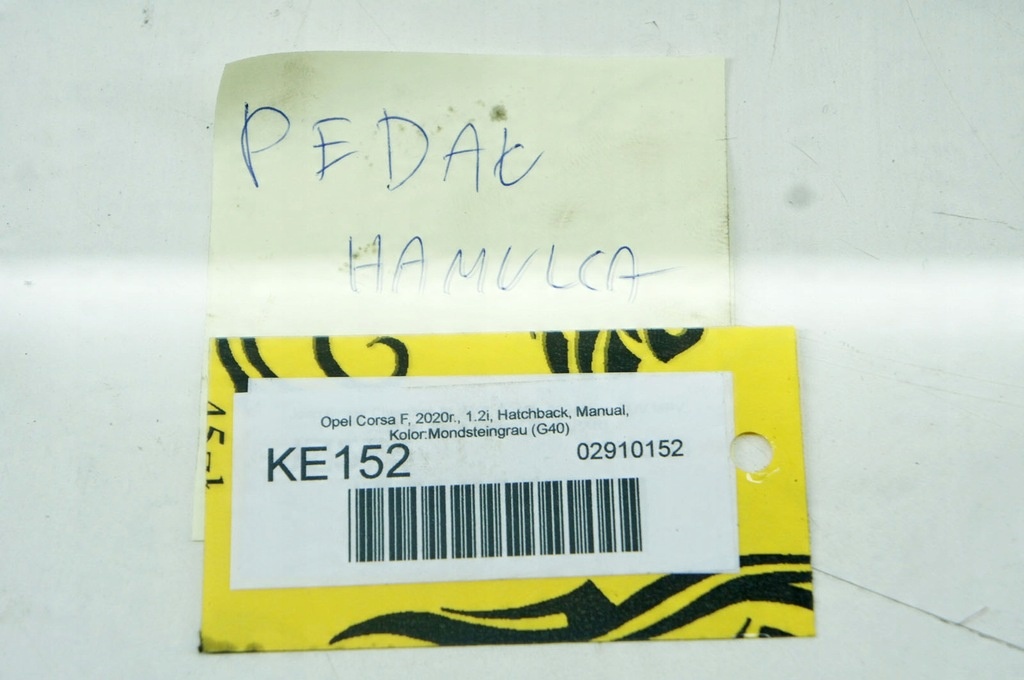 PEDAŁ
HAMULCA
Opel Corsa F, 2020r., 1.2i, Hatchback, Manual,
Kolor:Mondsteingrau (G40)
KE152
02910152